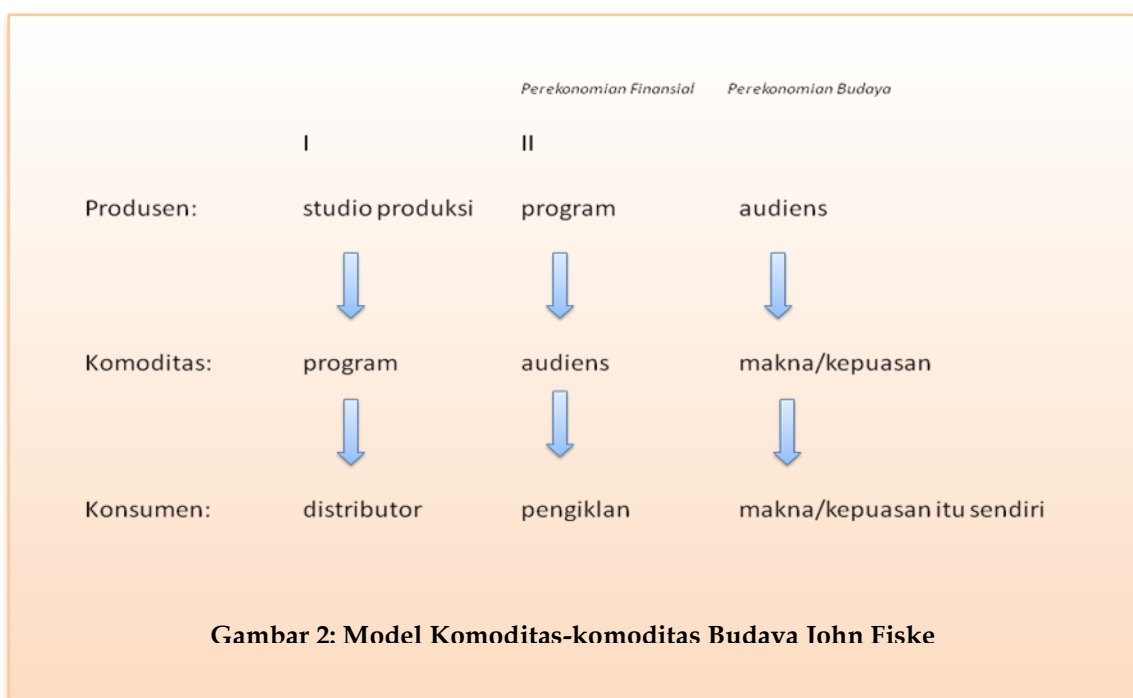 Perekonomian Finansial Perekonomian Budaya
I II
Produsen: studio produksi program audiens
Komoditas: program audiens makna/kepuasan
Konsumen: distributor pengiklan makna/kepuasan itu sendiri
Gambar 2: Model Komoditas-komoditas Budaya John Fiske